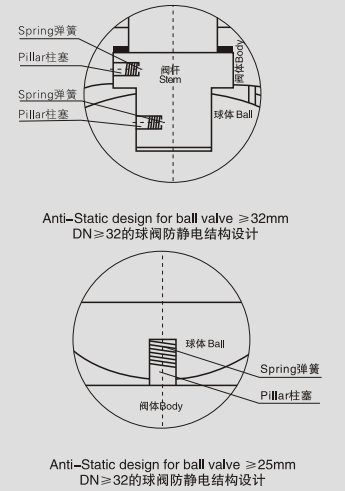 Spring弹簧
Pillar柱塞
Spring弹簧
Pillar柱塞
阀杆
Stem
阀体Body
球体 Ball
Anti-Static design for ball valve ≥32mm
DN≥32的球阀防静电结构设计
球体 Ball
Spring弹簧
Pillar柱塞
阀体Body
Anti-Static design for ball valve ≥25mm
DN≥32的球阀防静电结构设计